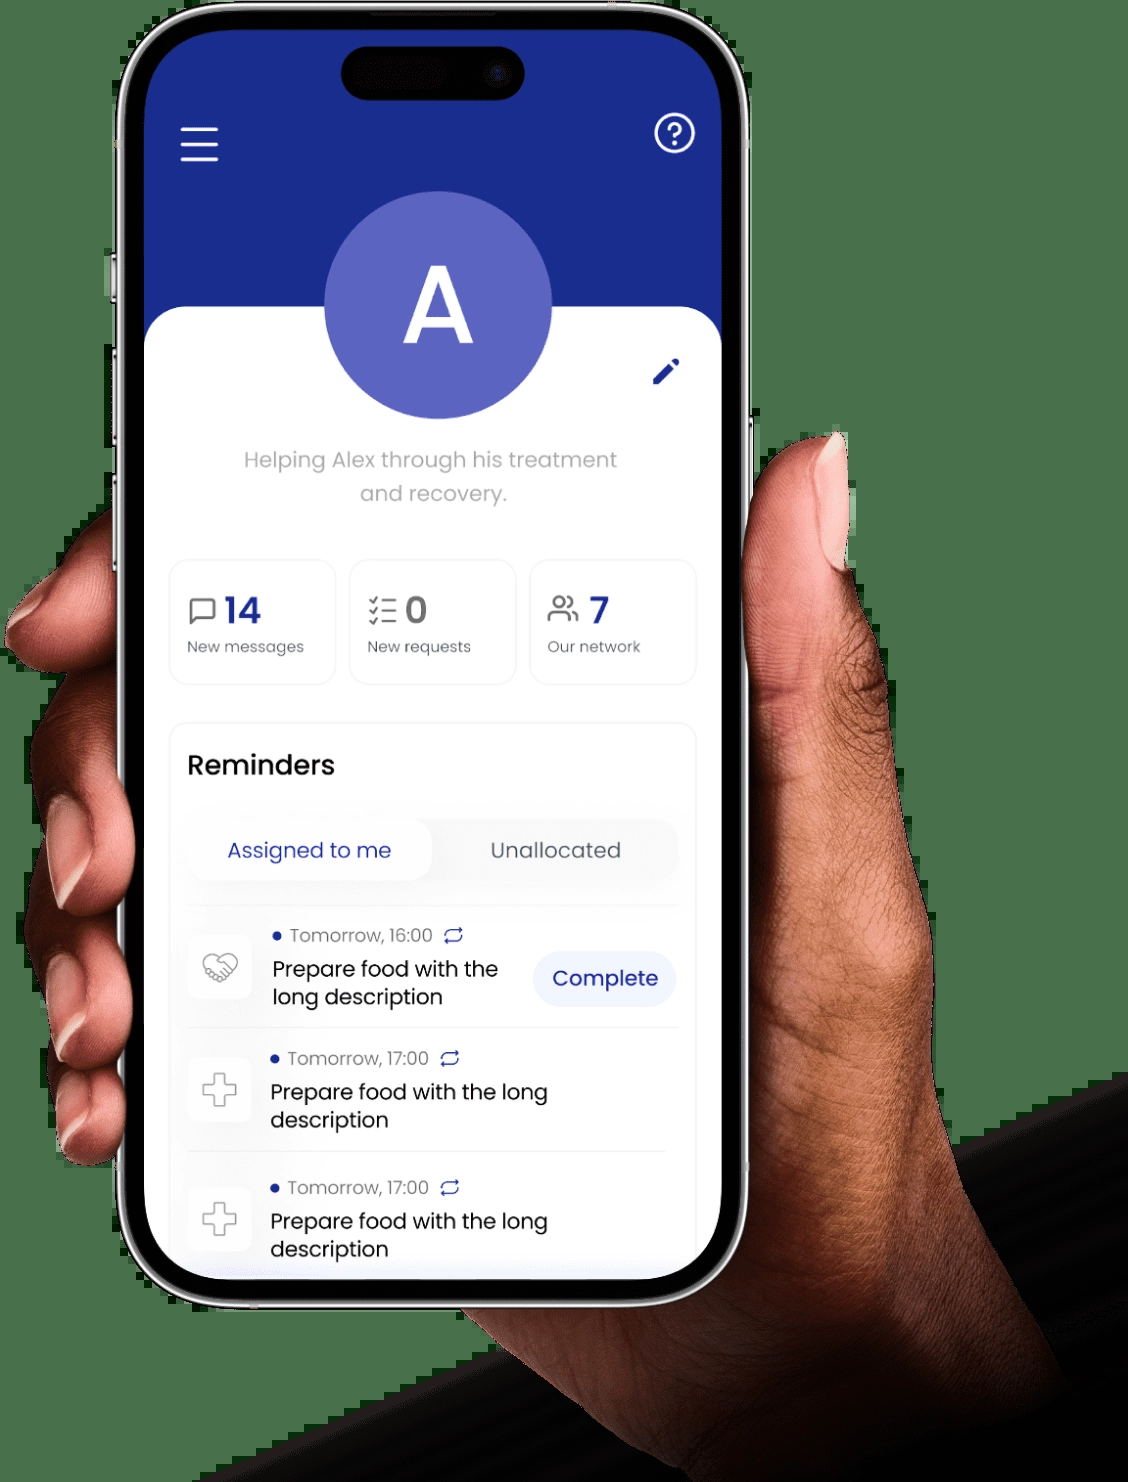 A
Helping Alex through his treatment
and recovery.
14
New messages
0
New requests
7
Our network
Reminders
Assigned to me
Unallocated
Tomorrow, 16:00
Prepare food with the
long description
Complete
Tomorrow, 17:00
Prepare food with the long
description
Tomorrow, 17:00
Prepare food with the long
description